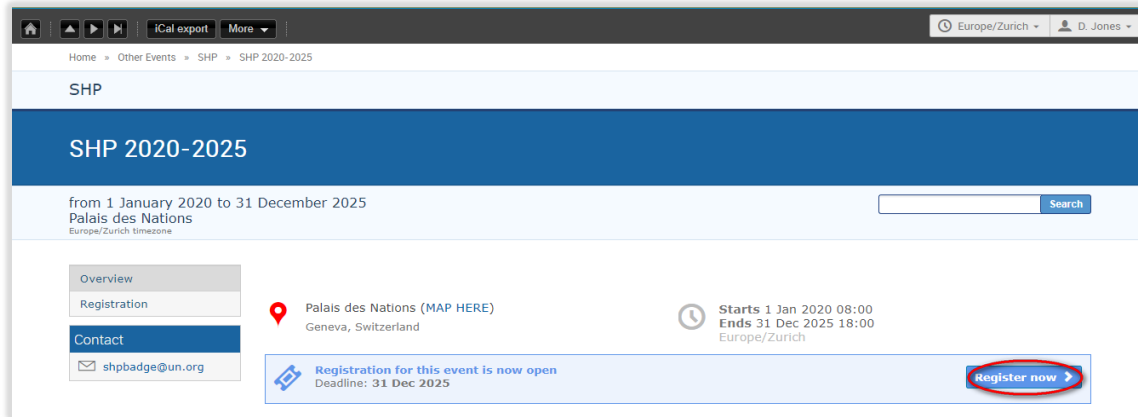 iCal export More
Europe/Zurich D. Jones
Home » Other Events » SHP » SHP 2020-2025
SHP
SHP 2020-2025
from 1 January 2020 to 31 December 2025
Palais des Nations
Europe/Zurich timezone
Search
Overview
Registration
Contact
shpbadge@un.org
Palais des Nations (MAP HERE)
Geneva, Switzerland
Starts 1 Jan 2020 08:00
Ends 31 Dec 2025 18:00
Europe/Zurich
Registration for this event is now open
Deadline: 31 Dec 2025
Register now